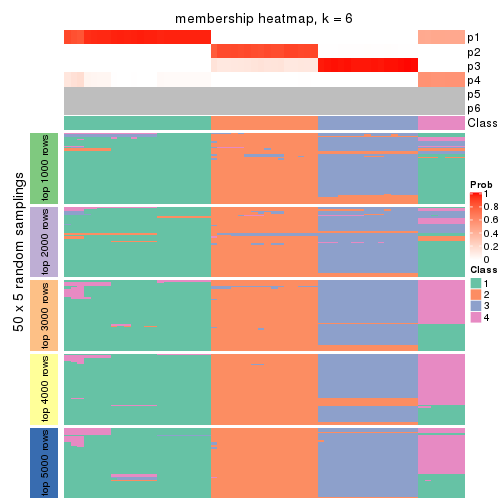 membership heatmap, k = 6
p1
p2
p3
p4
p5
p6
Class
50 x 5 random samplings
top 1000 rows
top 2000 rows
top 3000 rows
top 4000 rows
top 5000 rows
Prob
1
0.8
0.6
0.4
0.2
0
Class
1
2
3
4